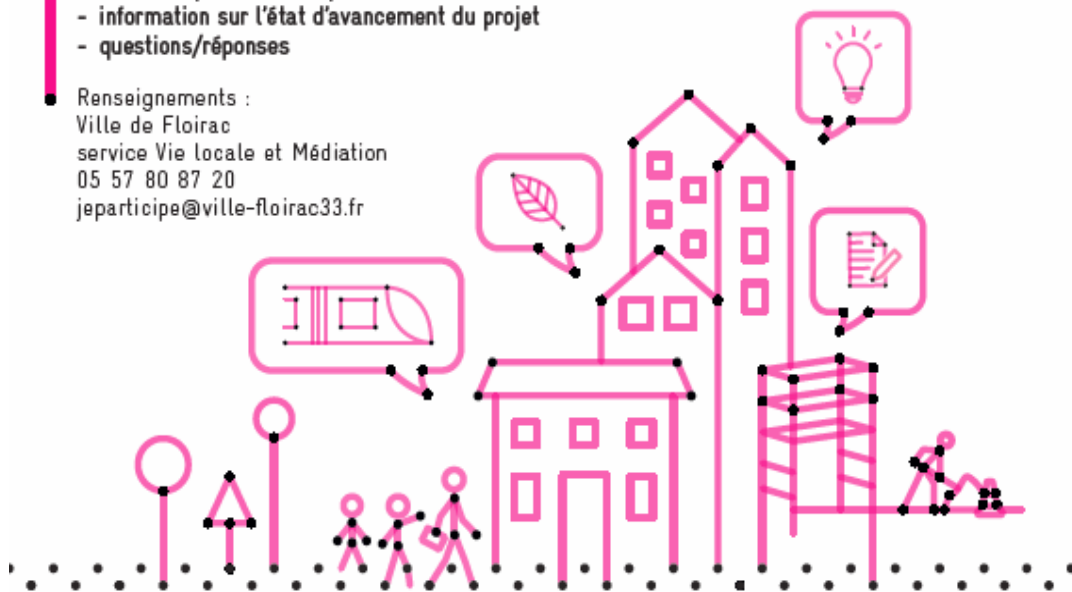 - information sur l'état d'avancement du projet
- questions/réponses
Renseignements :
Ville de Floirac
service Vie locale et Médiation
05 57 80 87 20
jeparticipe@ville-floirac33.fr